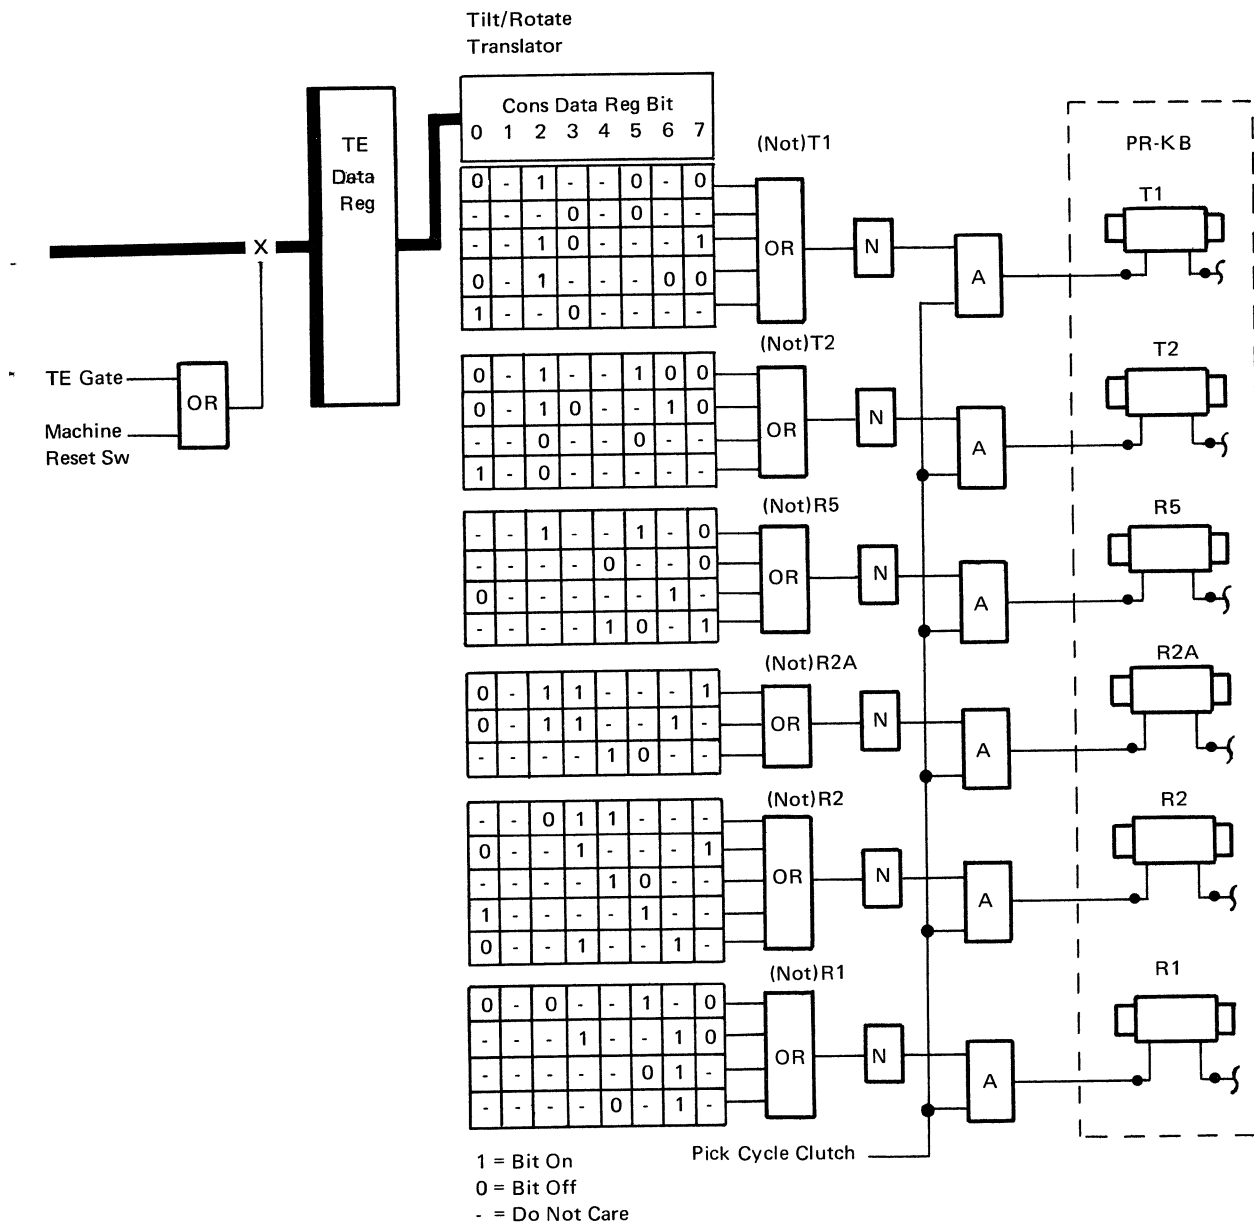 Tilt/Rotate
Translator
Cons Data Reg Bit
0 1 2 3 4 5 6 7
TE
Data
Reg
X
TE Gate
Machine
Reset Sw
OR
(Not)T1
0 - 1 - - 0 - 0
- - - 0 - 0 - -
- - 1 0 - - - 1
0 - 1 - - - 0 0
1 - - 0 - - - -
OR
N
A
PR-KB
T1
(Not)T2
0 - 1 - - 1 0 0
0 - 1 0 - - 1 0
- - 0 - - 0 - -
1 - 0 - - - - -
OR
N
A
T2
(Not)R5
- - 1 - - 1 - 0
- - - - 0 - - 0
0 - - - - - 1 -
- - - - 1 0 - 1
OR
N
A
R5
(Not)R2A
0 - 1 1 - - - 1
0 - 1 1 - - 1 -
- - - - 1 0 - -
OR
N
A
R2A
(Not)R2
- - 0 1 1 - - -
0 - - 1 - - - 1
- - - - 1 0 - -
1 - - - - 1 - -
0 - - 1 - - 1 -
OR
N
A
R2
(Not)R1
0 - 0 - - 1 - 0
- - - 1 - - 1 0
- - - - - 0 1 -
- - - - 0 - 1 -
OR
N
A
R1
Pick Cycle Clutch
1 = Bit On
0 = Bit Off
- = Do Not Care